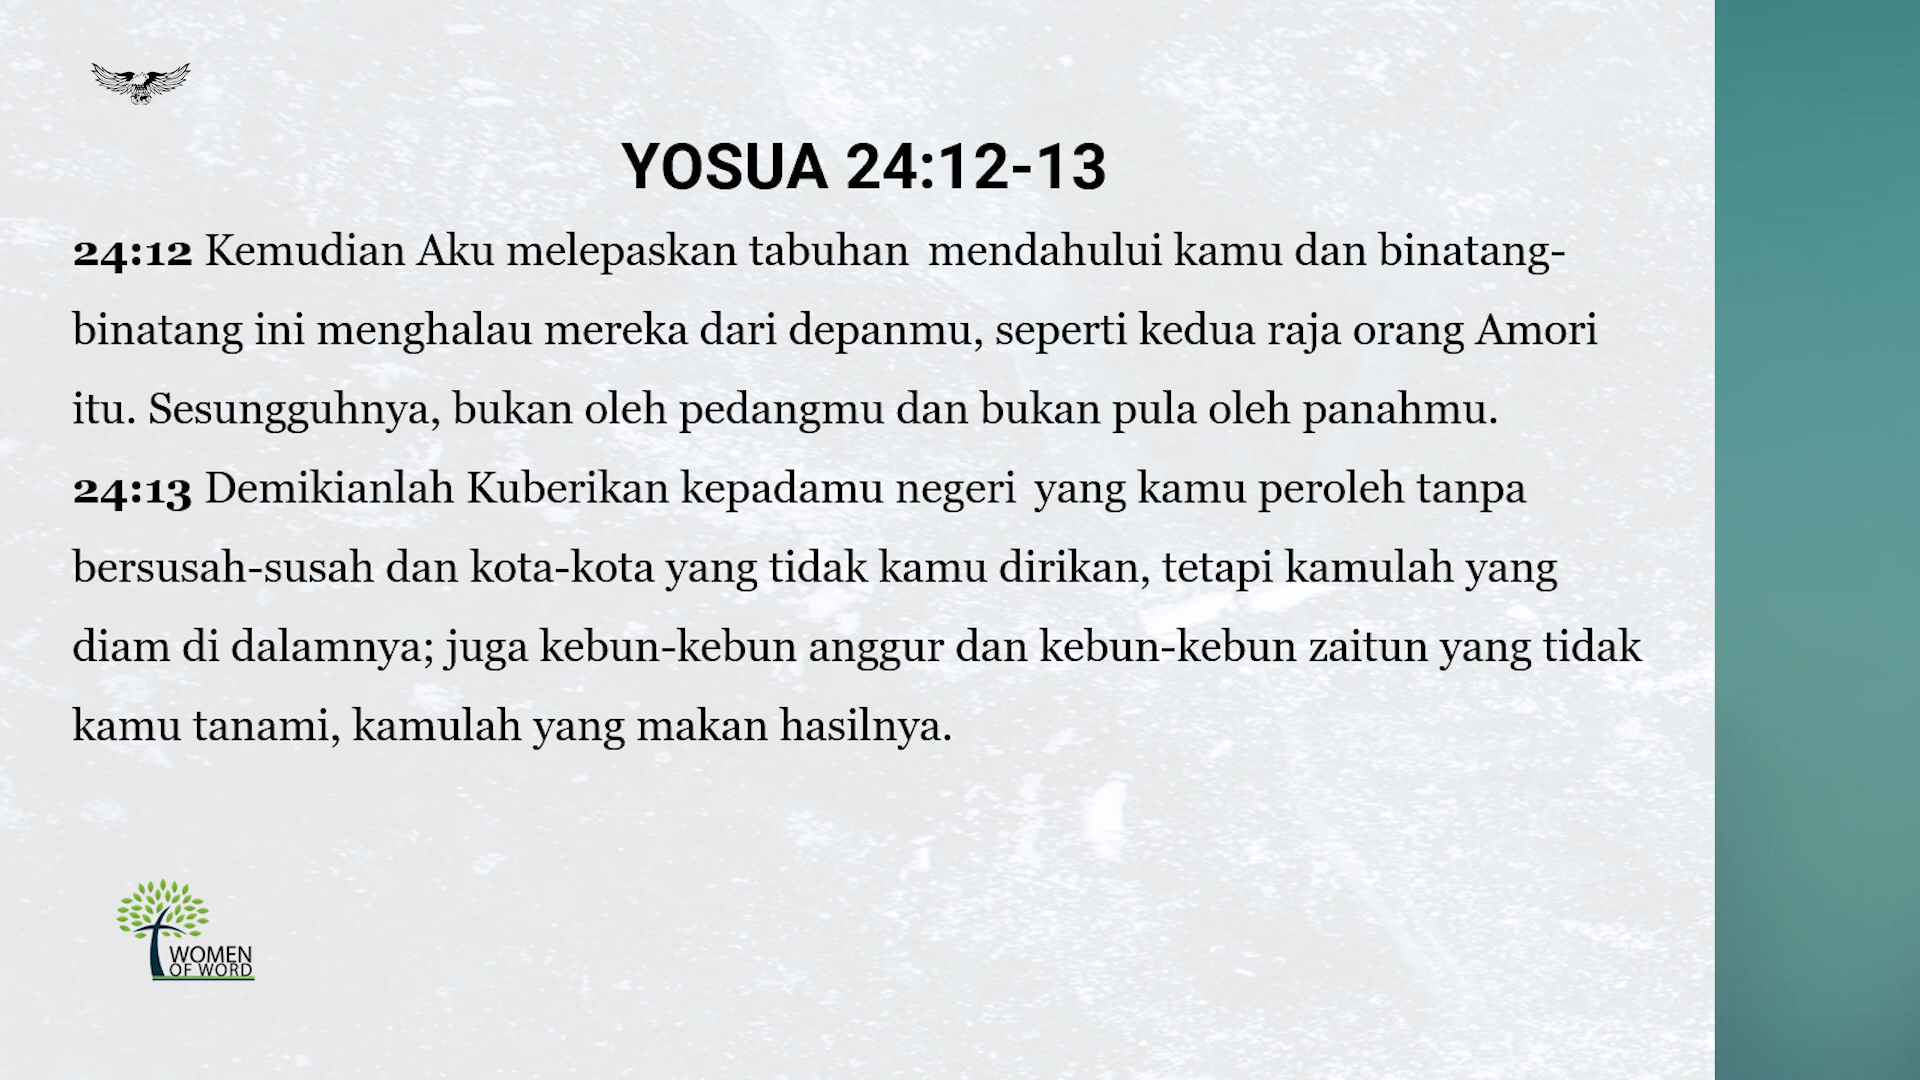 YOSUA 24:12-13
24:12 Kemudian Aku melepaskan tabuhan mendahului kamu dan binatang-
binatang ini menghalau mereka dari depanmu, seperti kedua raja orang Amori
itu. Sesungguhnya, bukan oleh pedangmu dan bukan pula oleh panahmu.
24:13 Demikianlah Kuberikan kepadamu negeri yang kamu peroleh tanpa
bersusah-susah dan kota-kota yang tidak kamu dirikan, tetapi kamulah yang
diam di dalamnya; juga kebun-kebun anggur dan kebun-kebun zaitun yang tidak
kamu tanami, kamulah yang makan hasilnya.
WOMEN
OF WORD